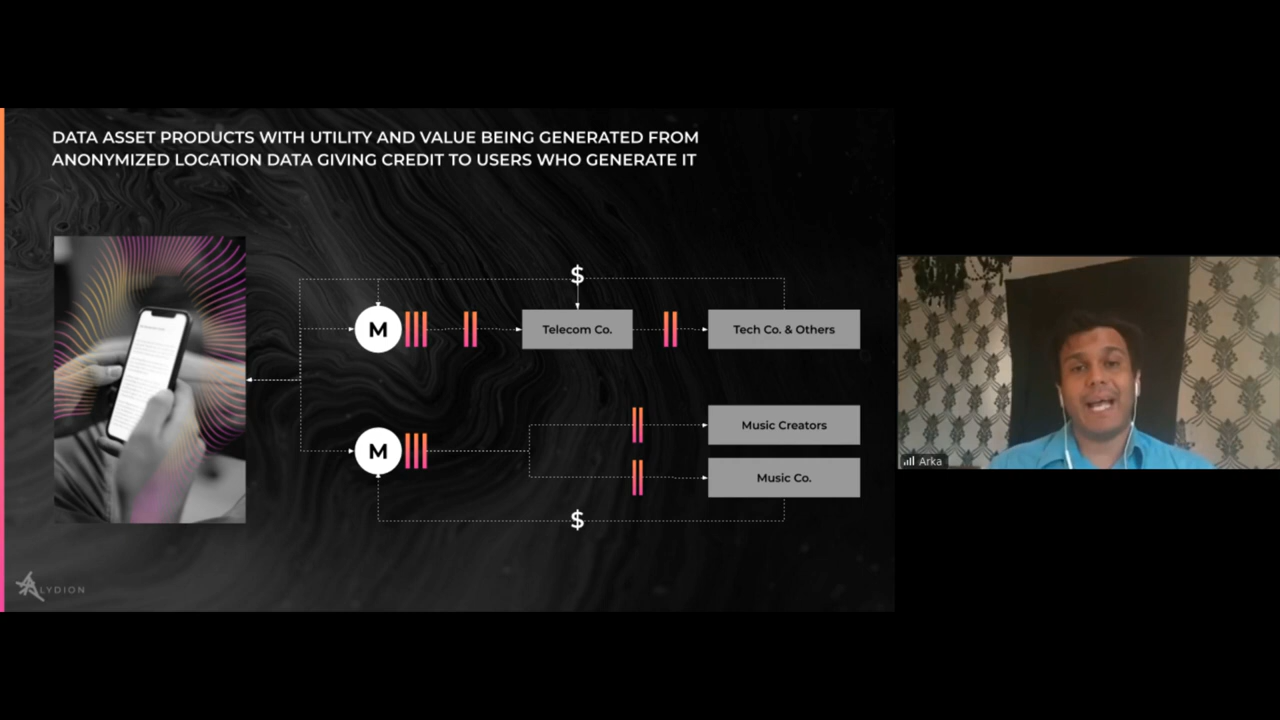 DATA ASSET PRODUCTS WITH UTILITY AND VALUE BEING GENERATED FROM
ANONYMIZED LOCATION DATA GIVING CREDIT TO USERS WHO GENERATE IT
$
M
Telecom Co.
Tech Co. & Others
Music Creators
M
Music Co.
$
LYDION
Arka